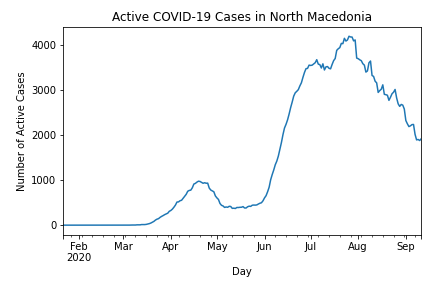 Active COVID-19 Cases in North Macedonia
Number of Active Cases
4000
3000
2000
1000
0
Feb Mar Apr May Jun Jul Aug Sep
2020
Day